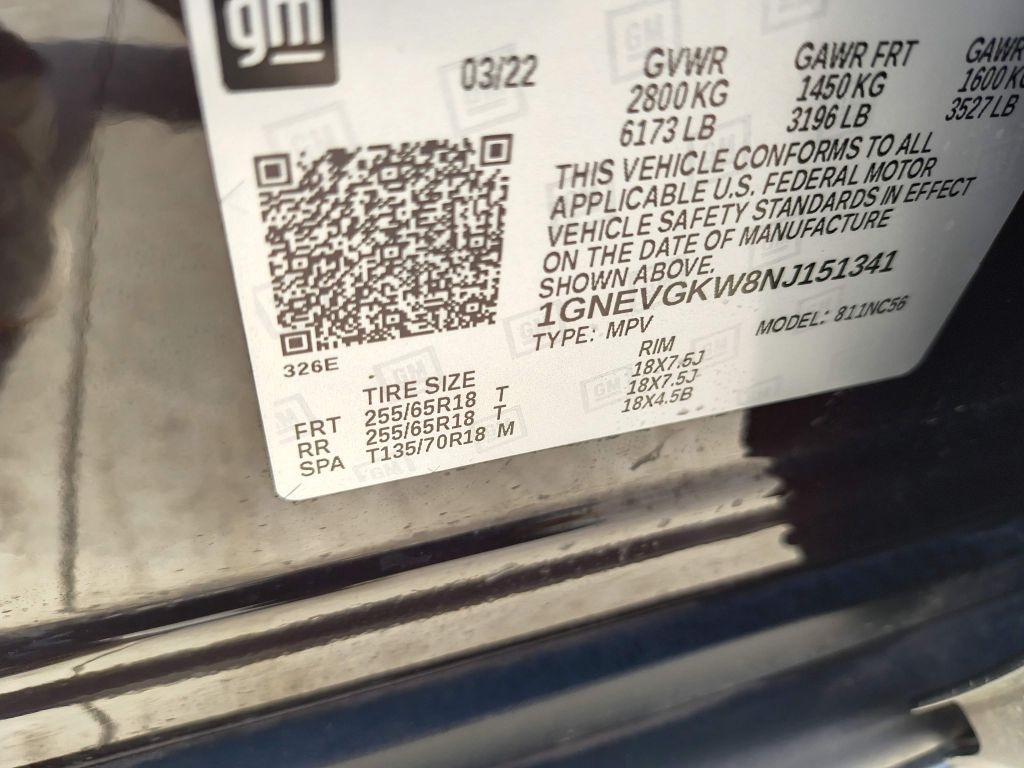 gm
03/22
GVWR GAWR FRT GAWR
2800 KG 1450 KG 1600 KG
6173 LB 3196 LB 3527 LB
THIS VEHICLE CONFORMS TO ALL
APPLICABLE U.S. FEDERAL MOTOR
VEHICLE SAFETY STANDARDS IN EFFECT
ON THE DATE OF MANUFACTURE
SHOWN ABOVE.
1GNEVGKW8NJ151341
TYPE: MPV MODEL: 811NC56
326E
TIRE SIZE RIM
FRT 255/65R18 T 18X7.5J
RR 255/65R18 T 18X7.5J
SPA T135/70R18 M 18X4.5B